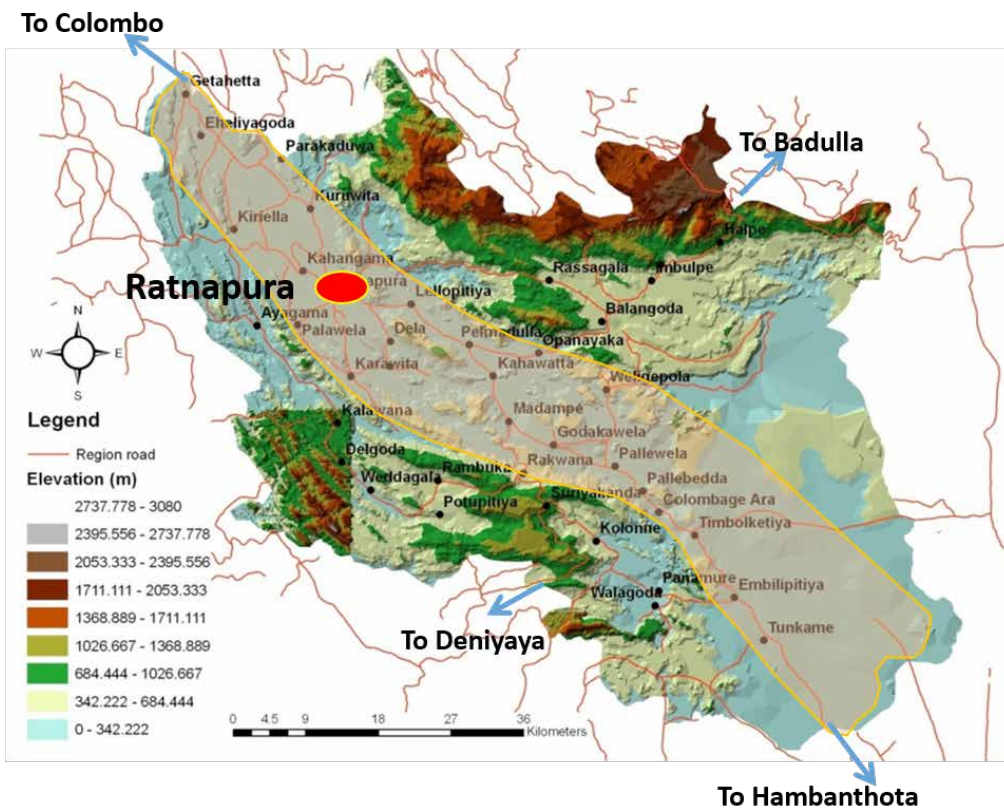 To Colombo
Getahetta
Eheliyagoda
Parakaduwa
To Badulla
Kuruwita
Kiriella
Halpe
Kahangama
Rassagala
Imbulpe
Ratnapura
apura
Lellopitiya
Balangoda
Ayagama
Palawela
Dela
Pelmadulla
Opanayaka
Karawita
Kahawatta
Weligepola
Kalawana
Madampe
Godakawela
Delgoda
Rambuka
Rakwana
Pallewela
Weddagala
Pallebedda
Potupitiya
Suriyakanda
Colombage Ara
Kolonne
Timbolketiya
Panamure
Embilipitiya
Walagoda
To Deniyaya
Tunkame
N
W
E
S
Legend
Region road
Elevation (m)
2737.778 - 3080
2395.556 - 2737.778
2053.333 - 2395.556
1711.111 - 2053.333
1368.889 - 1711.111
1026.667 - 1368.889
684.444 - 1026.667
342.222 - 684.444
0 - 342.222
0 4.5 9 18 27 36
Kilometers
To Hambanthota